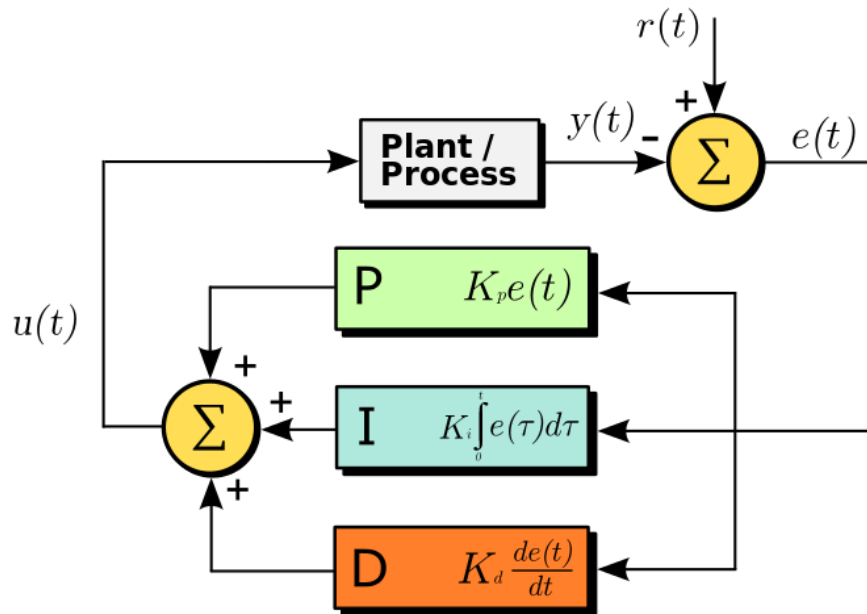 r(t)
+
Plant /
Process
y(t)
-
Σ
e(t)
P K_p e(t)
u(t)
+
+
Σ
I K_i ∫_0^t e(τ)dτ
+
D K_d de(t)/dt